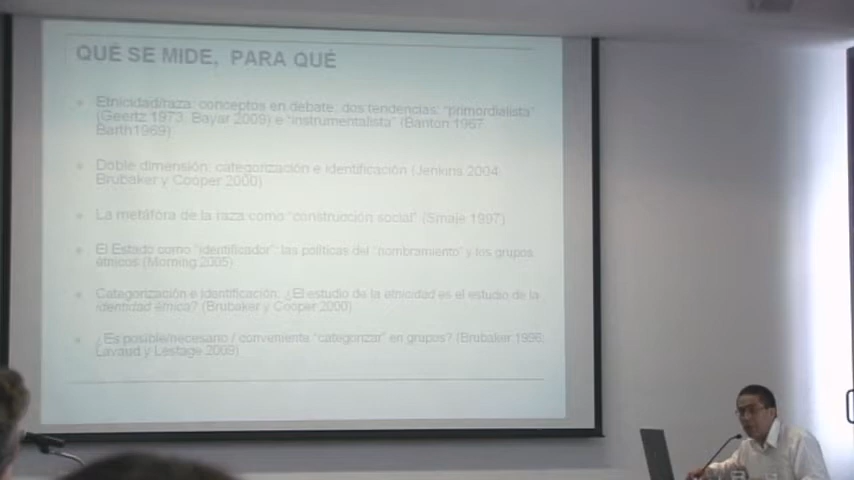 QUÉ SE MIDE, PARA QUÉ
Etnicidad/raza: conceptos en debate: dos tendencias: "primordialista"
(Geertz 1973, Bayar 2009) e "instrumentalista" (Banton 1967,
Barth1969)
Doble dimensión: categorización e identificación (Jenkins 2004,
Brubaker y Cooper 2000)
La metáfora de la raza como "construcción social" (Smaje 1997)
El Estado como "identificador": las políticas del "nombramiento" y los grupos
étnicos (Morning 2005)
Categorización e identificación: ¿El estudio de la etnicidad es el estudio de la
identidad étnica? (Brubaker y Cooper 2000)
¿Es posible/necesario / conveniente "categorizar" en grupos? (Brubaker 1996;
Lavaud y Lestage 2009)